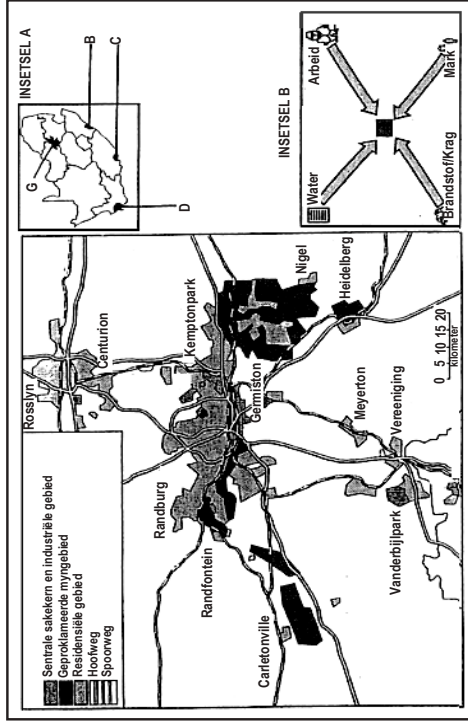 Sentrale sakekern en industriële gebied
Geproklameerde myngebied
Residensiële gebied
Hoofweg
Spoorweg
Rosslyn
Centurion
Kemptonpark
Randburg
Randfontein
Germiston
Nigel
Heidelberg
Carletonville
Meyerton
Vereeniging
Vanderbijlpark
0 5 10 15 20
kilometer
INSETSEL A
G
B
C
D
INSETSEL B
Water
Arbeid
Brandstof/Krag
Mark